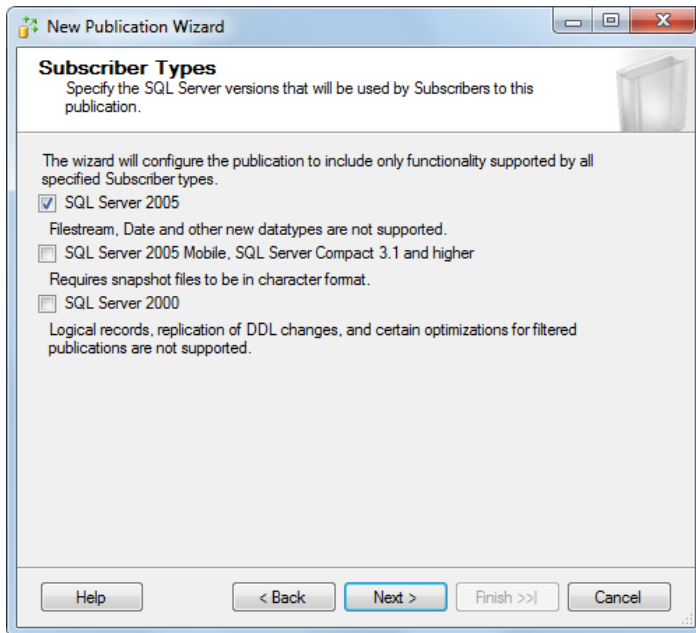 New Publication Wizard
Subscriber Types
Specify the SQL Server versions that will be used by Subscribers to this
publication.
The wizard will configure the publication to include only functionality supported by all
specified Subscriber types.
SQL Server 2005
Filestream, Date and other new datatypes are not supported.
SQL Server 2005 Mobile, SQL Server Compact 3.1 and higher
Requires snapshot files to be in character format.
SQL Server 2000
Logical records, replication of DDL changes, and certain optimizations for filtered
publications are not supported.
Help
< Back
Next >
Finish >>|
Cancel